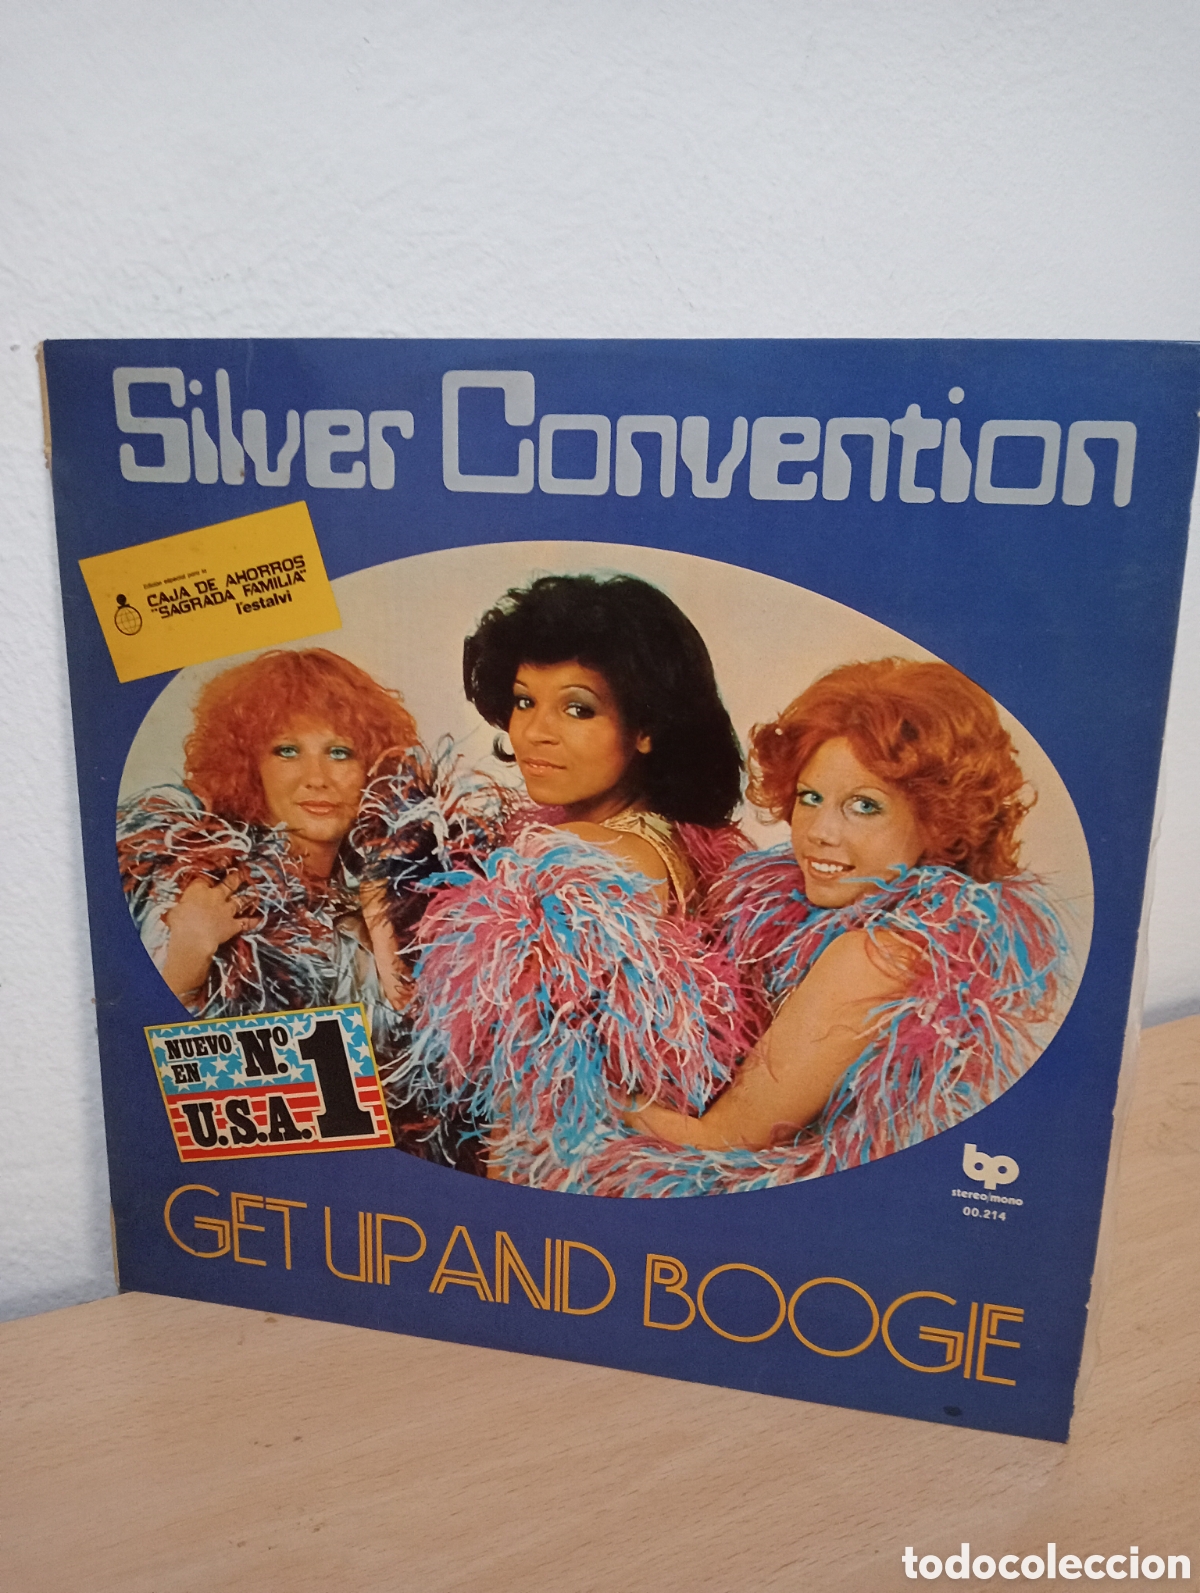 Silver Convention
Edición especial para la
CAJA DE AHORROS
"SAGRADA FAMILIA"
l'estalvi
NUEVO N.º 1
EN
U.S.A.
bp
stereo/mono
00.214
GET UP AND BOOGIE
todocoleccion